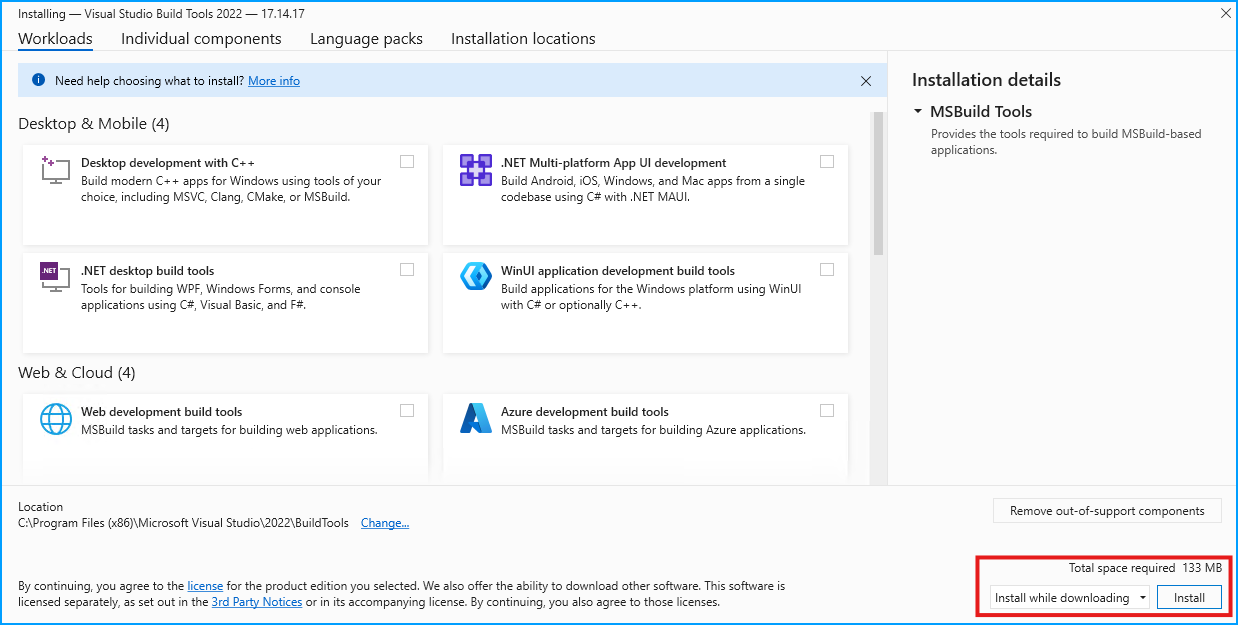 Installing — Visual Studio Build Tools 2022 — 17.14.17
Workloads Individual components Language packs Installation locations
Need help choosing what to install? More info
Desktop & Mobile (4)
Desktop development with C++
Build modern C++ apps for Windows using tools of your
choice, including MSVC, Clang, CMake, or MSBuild.
.NET Multi-platform App UI development
Build Android, iOS, Windows, and Mac apps from a single
codebase using C# with .NET MAUI.
.NET
.NET desktop build tools
Tools for building WPF, Windows Forms, and console
applications using C#, Visual Basic, and F#.
WinUI application development build tools
Build applications for the Windows platform using WinUI
with C# or optionally C++.
Web & Cloud (4)
Web development build tools
MSBuild tasks and targets for building web applications.
Azure development build tools
MSBuild tasks and targets for building Azure applications.
Installation details
MSBuild Tools
Provides the tools required to build MSBuild-based
applications.
Location
C:\Program Files (x86)\Microsoft Visual Studio\2022\BuildTools Change...
Remove out-of-support components
By continuing, you agree to the license for the product edition you selected. We also offer the ability to download other software. This software is
licensed separately, as set out in the 3rd Party Notices or in its accompanying license. By continuing, you also agree to those licenses.
Total space required 133 MB
Install while downloading Install